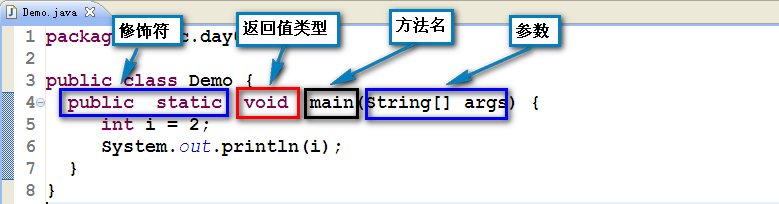 Demo.java
修饰符
返回值类型
方法名
参数
1 packag c.day
2
3 public class Demo {
4 public static void main(String[] args) {
5 int i = 2;
6 System.out.println(i);
7 }
8 }